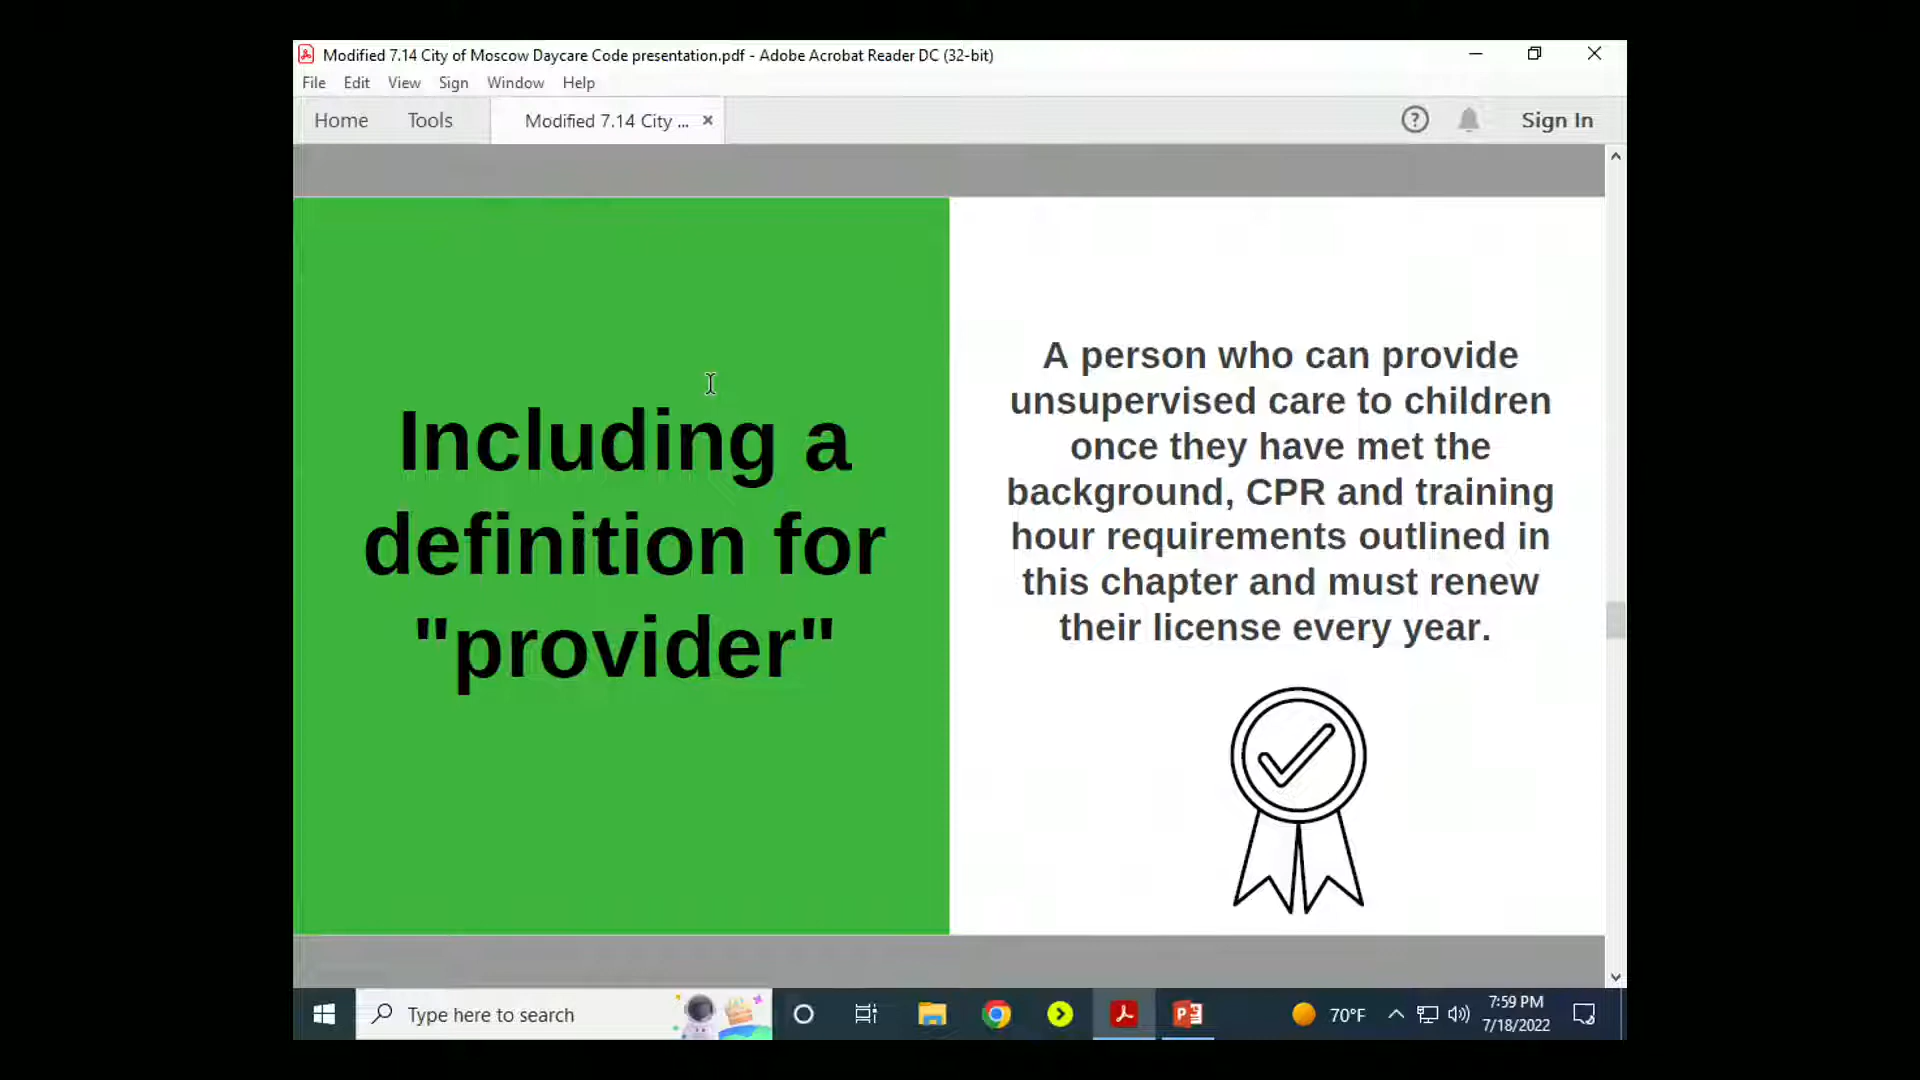 Modified 7.14 City of Moscow Daycare Code presentation.pdf - Adobe Acrobat Reader DC (32-bit)
File Edit View Sign Window Help
Home Tools Modified 7.14 City ... × ? Sign In
Including a
definition for
"provider"
A person who can provide
unsupervised care to children
once they have met the
background, CPR and training
hour requirements outlined in
this chapter and must renew
their license every year.
Type here to search
70°F
7:59 PM
7/18/2022